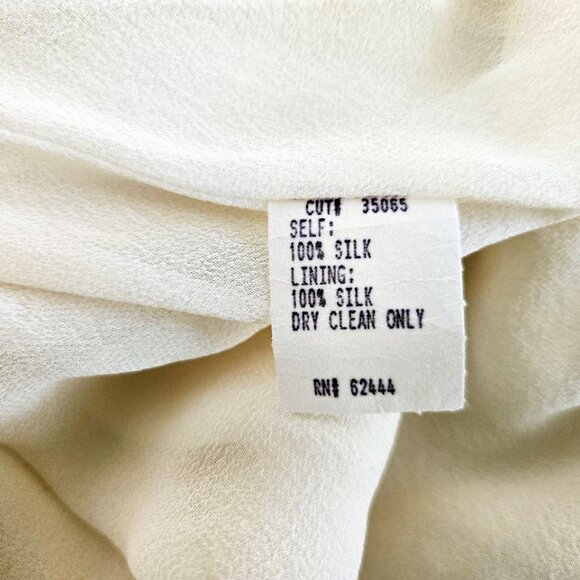 CUT# 35065
SELF:
100% SILK
LINING:
100% SILK
DRY CLEAN ONLY
RN# 62444